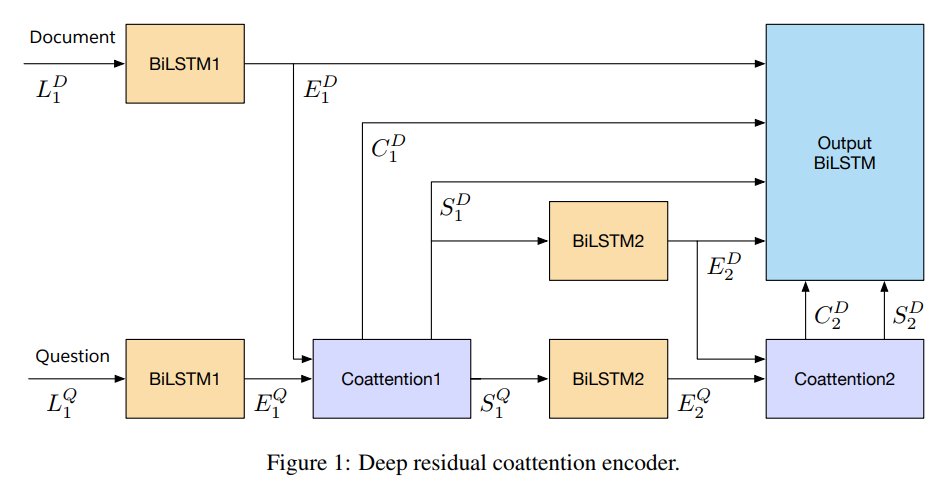 Document
BiLSTM1
L_1^D
E_1^D
C_1^D
Output
BiLSTM
S_1^D
BiLSTM2
E_2^D
C_2^D
S_2^D
Question
BiLSTM1
Coattention1
BiLSTM2
Coattention2
L_1^Q
E_1^Q
S_1^Q
E_2^Q
Figure 1: Deep residual coattention encoder.